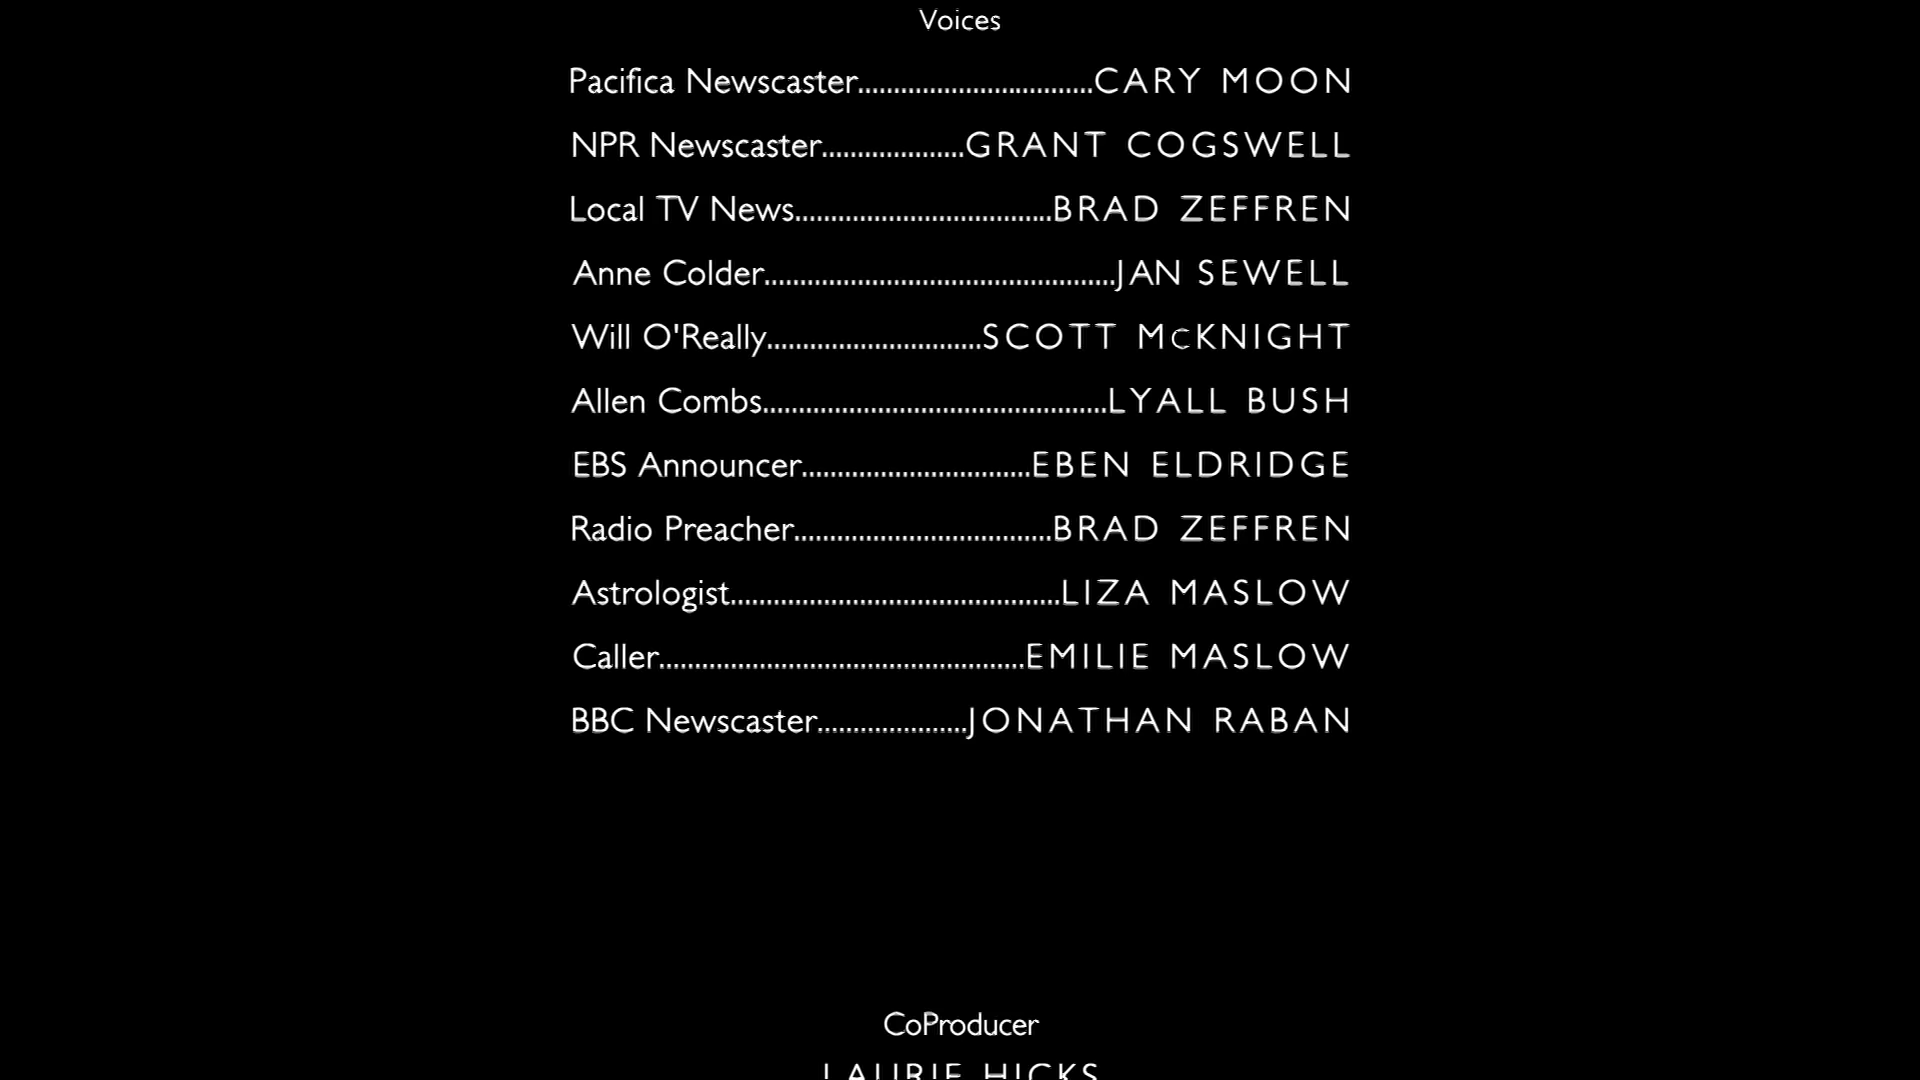 Voices
Pacifica Newscaster.................................CARY MOON
NPR Newscaster....................GRANT COGSWELL
Local TV News....................................BRAD ZEFFREN
Anne Colder.................................................JAN SEWELL
Will O'Really..............................SCOTT McKNIGHT
Allen Combs................................................LYALL BUSH
EBS Announcer................................EBEN ELDRIDGE
Radio Preacher....................................BRAD ZEFFREN
Astrologist..............................................LIZA MASLOW
Caller...................................................EMILIE MASLOW
BBC Newscaster.....................JONATHAN RABAN
CoProducer
LAURIE HICKS